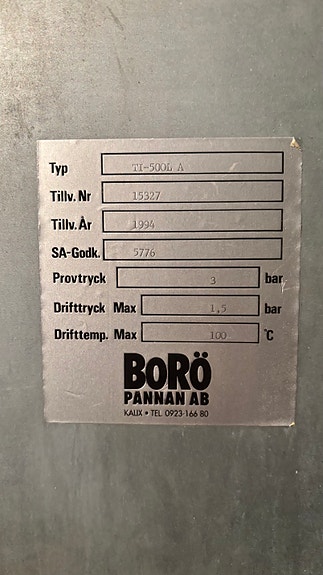 Typ TI-500L A
Tillv. Nr 15327
Tillv. År 1994
SA-Godk. 5776
Provtryck 3 bar
Drifttryck Max 1,5 bar
Drifttemp. Max 100 °C
BORÖ
PANNAN AB
KALIX • TEL 0923-166 80